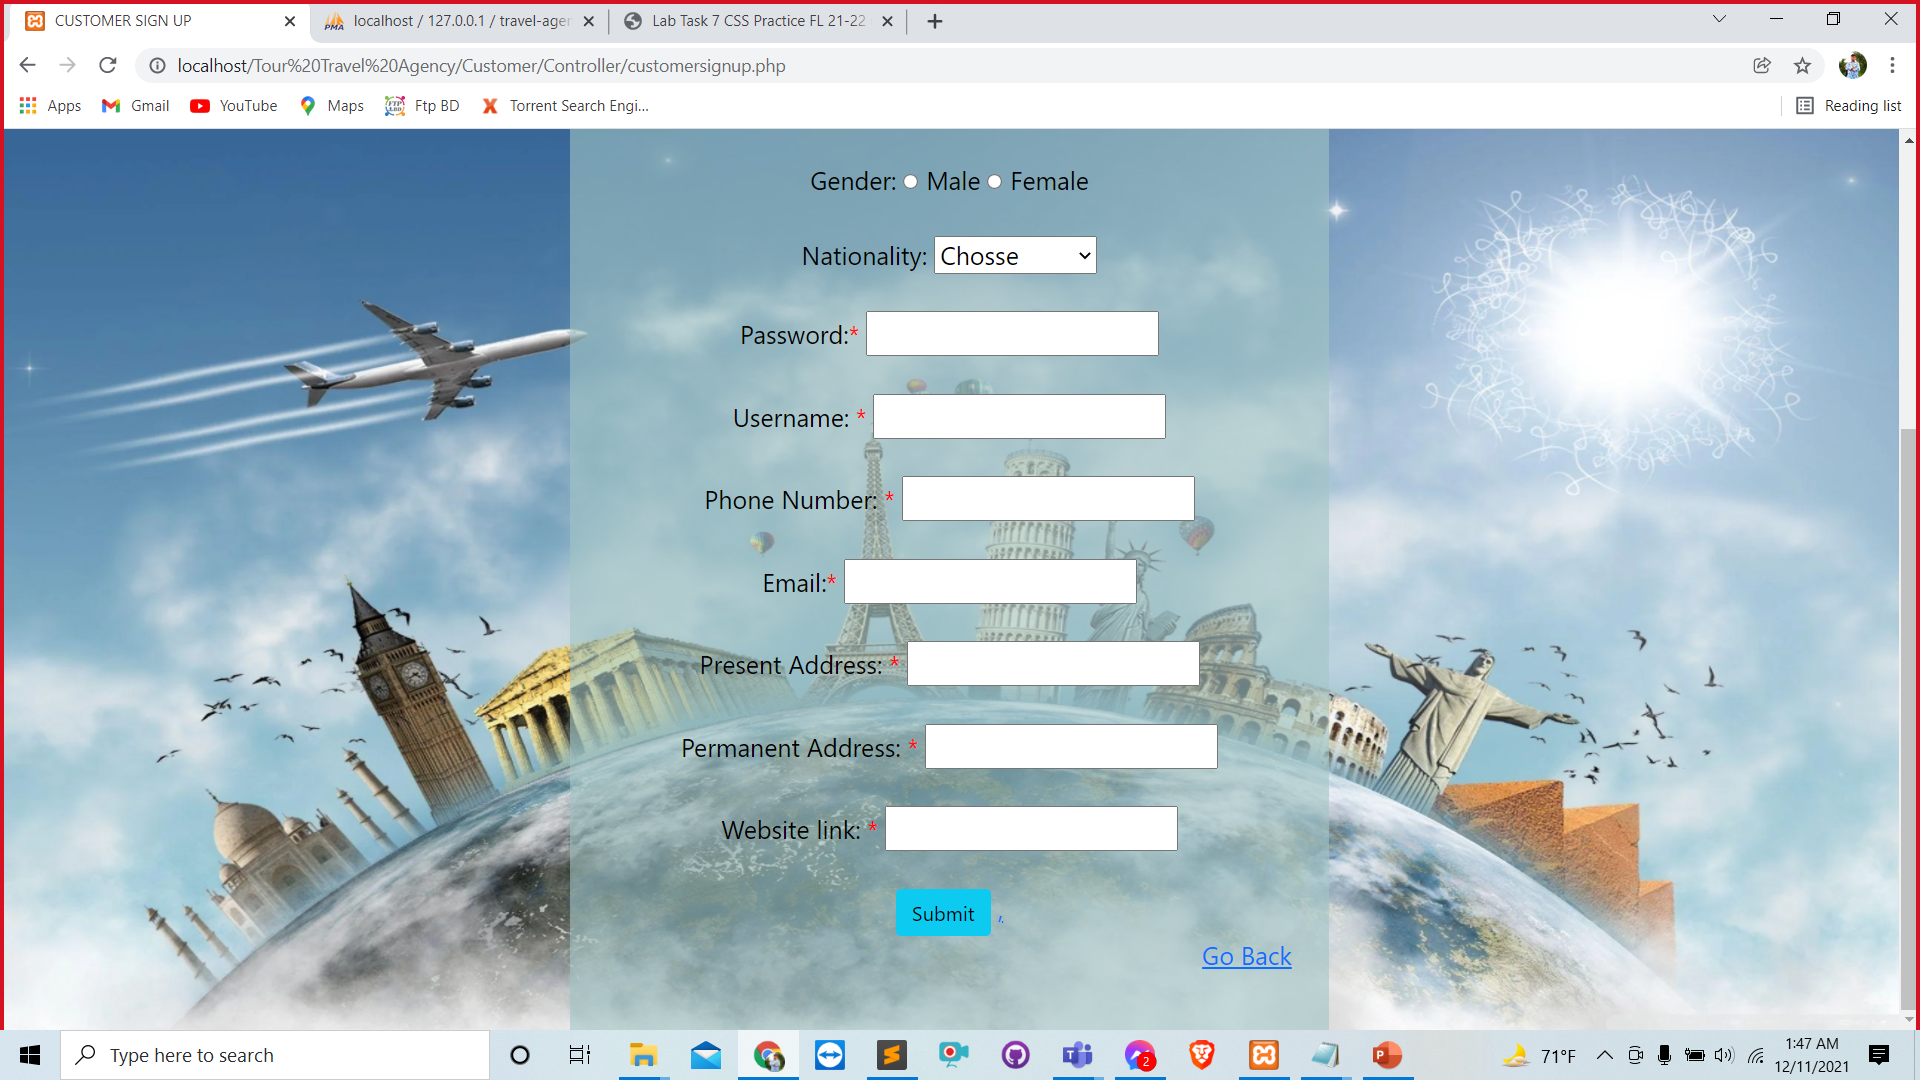 CUSTOMER SIGN UP
localhost / 127.0.0.1 / travel-agen
Lab Task 7 CSS Practice FL 21-22
localhost/Tour%20Travel%20Agency/Customer/Controller/customersignup.php
Apps
Gmail
YouTube
Maps
Ftp BD
Torrent Search Engi...
Reading list
Gender: Male Female
Nationality: Chosse
Password:*
Username: *
Phone Number: *
Email:*
Present Address: *
Permanent Address: *
Website link: *
Submit
Go Back
Type here to search
2
71°F
1:47 AM
12/11/2021